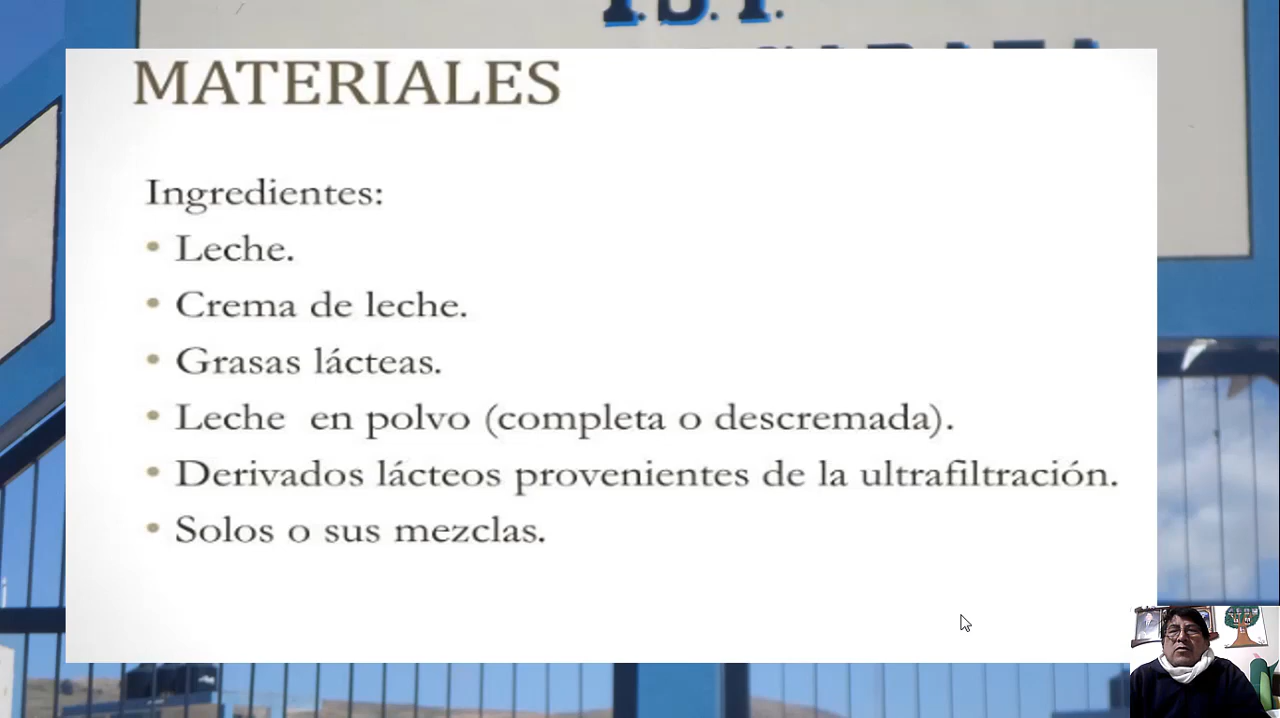 I.S.T.
MATERIALES
Ingredientes:
• Leche.
• Crema de leche.
• Grasas lácteas.
• Leche en polvo (completa o descremada).
• Derivados lácteos provenientes de la ultrafiltración.
• Solos o sus mezclas.